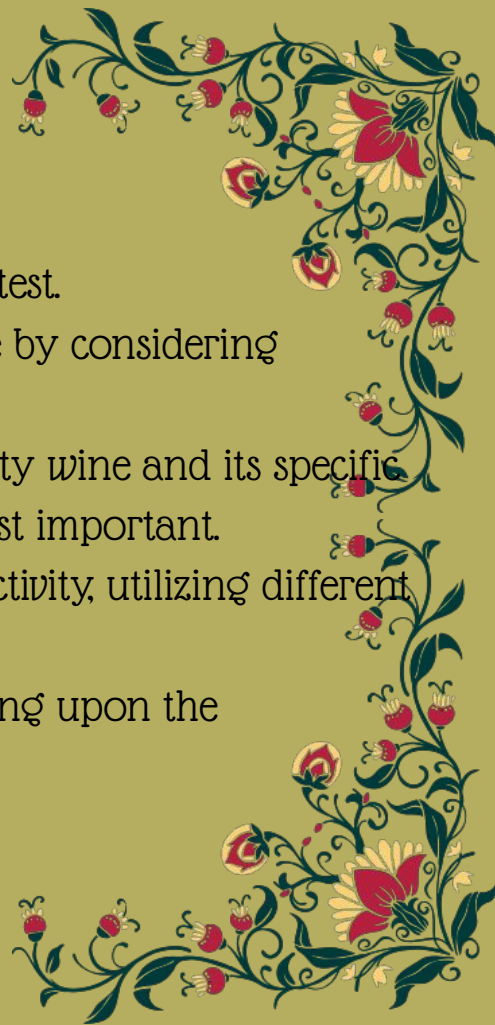 test.
e by considering
ty wine and its specific
st important.
ctivity, utilizing different
ng upon the